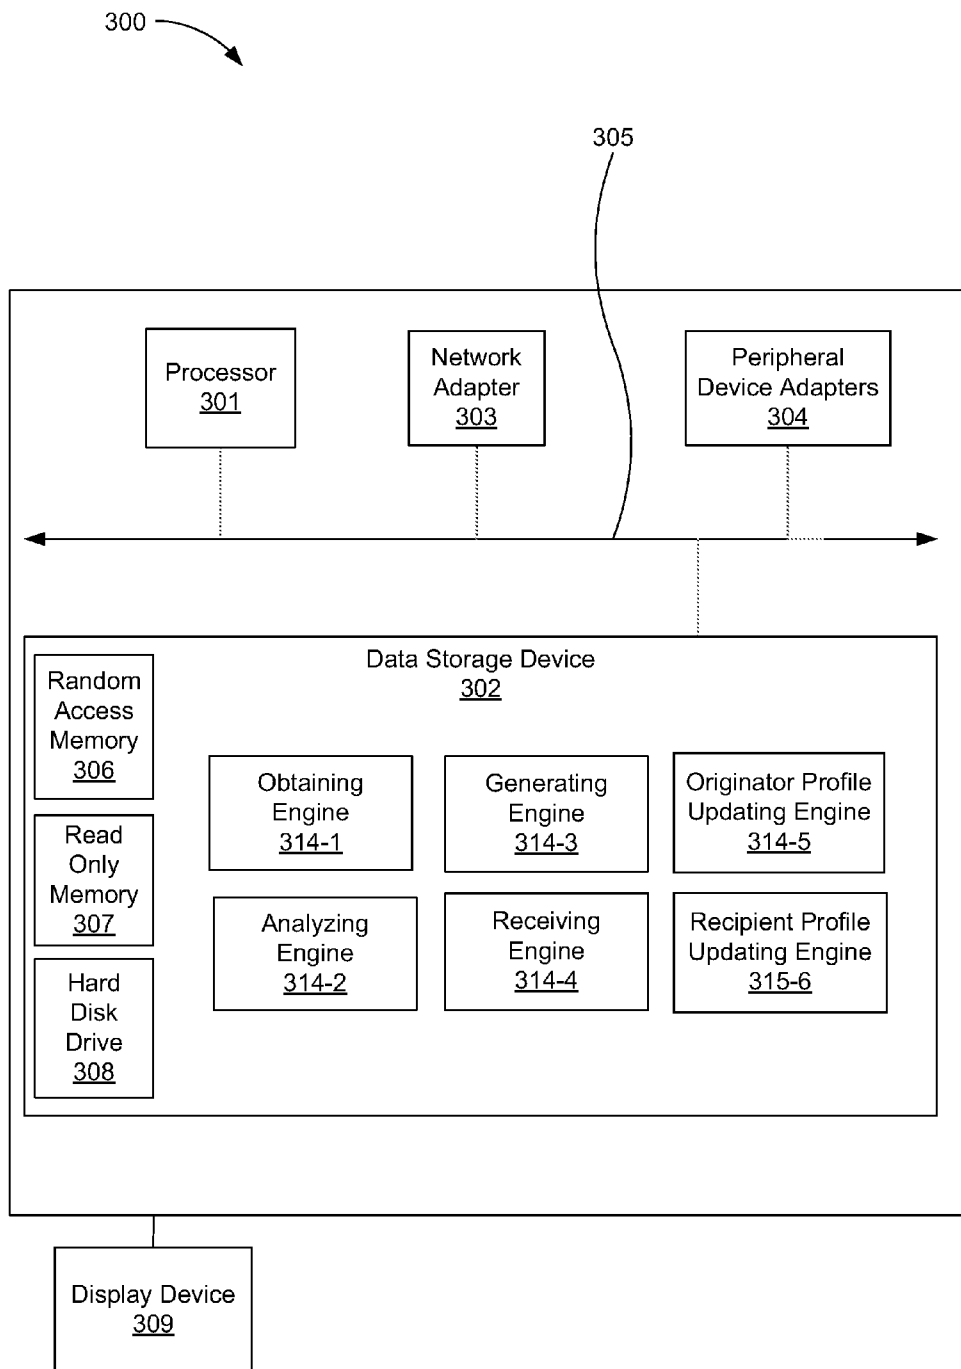 300
305
Processor
301
Network
Adapter
303
Peripheral
Device Adapters
304
Data Storage Device
302
Random
Access
Memory
306
Read
Only
Memory
307
Hard
Disk
Drive
308
Obtaining
Engine
314-1
Generating
Engine
314-3
Originator Profile
Updating Engine
314-5
Analyzing
Engine
314-2
Receiving
Engine
314-4
Recipient Profile
Updating Engine
315-6
Display Device
309